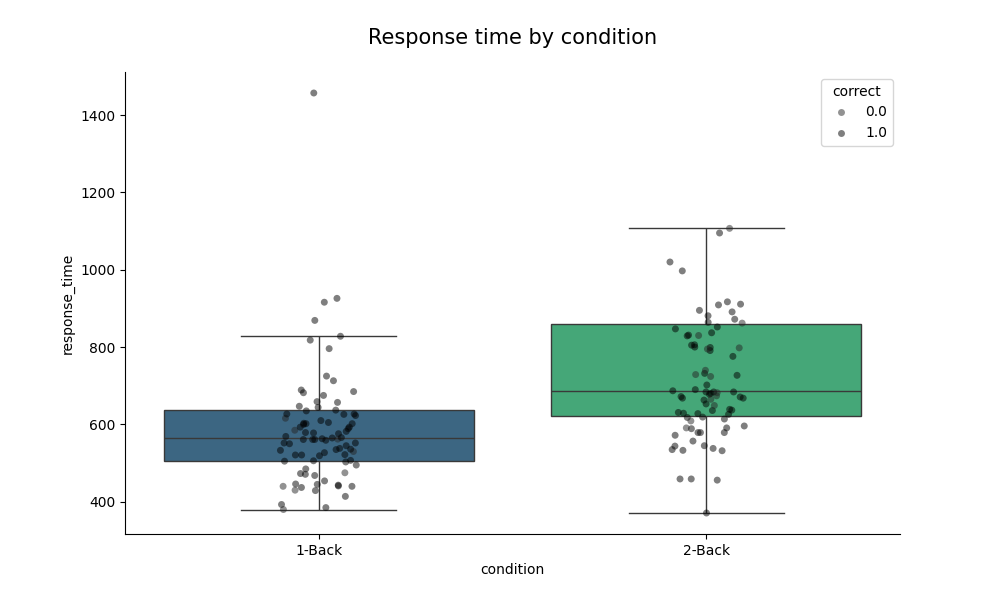 Response time by condition
correct
0.0
1.0
1400
1200
1000
800
600
400
response_time
1-Back
2-Back
condition